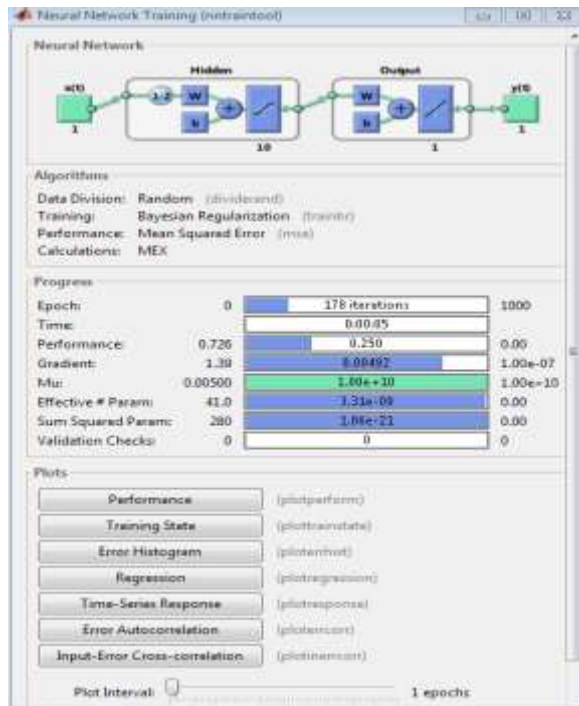 Neural Network Training (nntraintool)
Neural Network
Hidden
Output
x(t)
y(t)
1:2
W
W
b
b
1
10
1
1
Algorithms
Data Division: Random (dividerand)
Training: Bayesian Regularization (trainbr)
Performance: Mean Squared Error (mse)
Calculations: MEX
Progress
Epoch: 0 178 iterations 1000
Time: 0:00:05
Performance: 0.726 0.250 0.00
Gradient: 1.39 0.00492 1.00e-07
Mu: 0.00500 1.00e+10 1.00e+10
Effective # Param: 41.0 3.31e-09 0.00
Sum Squared Param: 280 1.06e-21 0.00
Validation Checks: 0 0 0
Plots
Performance (plotperform)
Training State (plottrainstate)
Error Histogram (ploterrhist)
Regression (plotregression)
Time-Series Response (plotresponse)
Error Autocorrelation (ploterrcorr)
Input-Error Cross-correlation (plotinerrcorr)
Plot Interval: 1 epochs